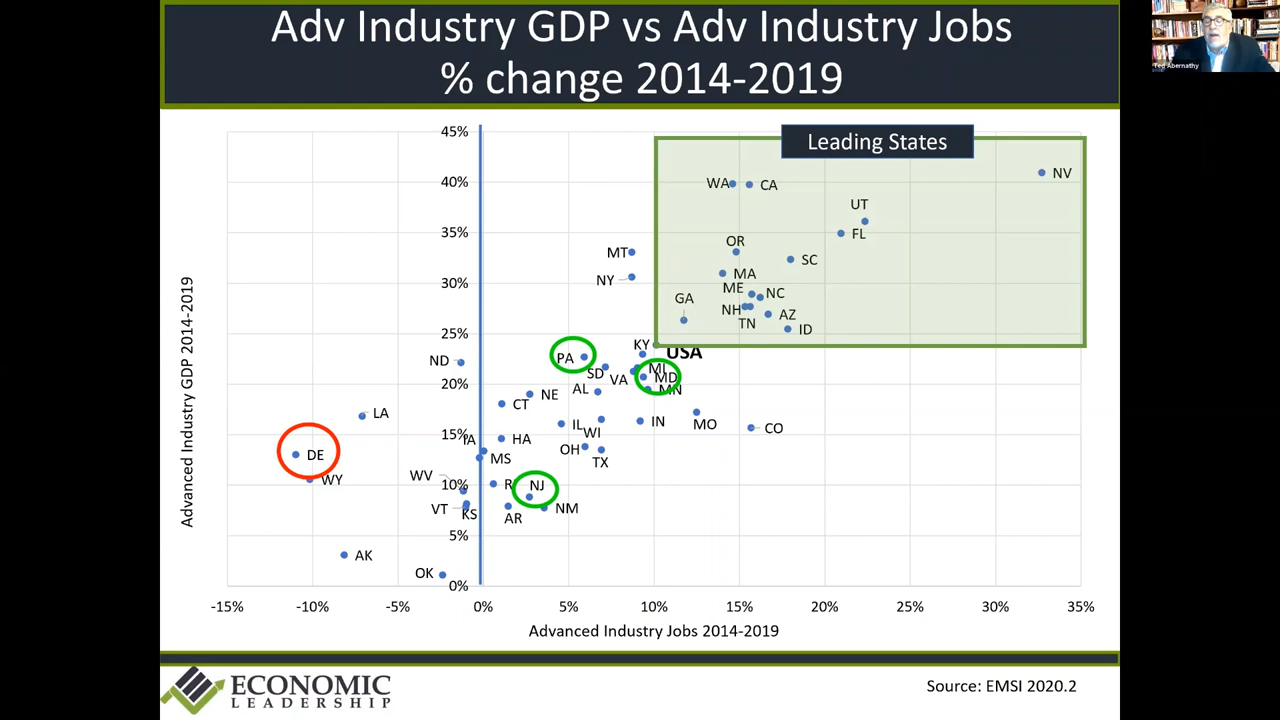 Adv Industry GDP vs Adv Industry Jobs
% change 2014-2019
Ted Abernathy
Leading States
45%
40%
35%
30%
25%
20%
15%
10%
5%
0%
Advanced Industry GDP 2014-2019
WA
CA
NV
UT
FL
OR
SC
MT
NY
MA
ME
NC
GA
NH
TN
AZ
ID
KY
USA
ND
PA
SD
VA
MI
MD
MN
AL
NE
CT
LA
IL
WI
IN
MO
CO
IA
HA
OH
TX
MS
DE
WY
WV
R
NJ
VT
KS
AR
NM
AK
OK
-15%
-10%
-5%
0%
5%
10%
15%
20%
25%
30%
35%
Advanced Industry Jobs 2014-2019
ECONOMIC
LEADERSHIP
Source: EMSI 2020.2